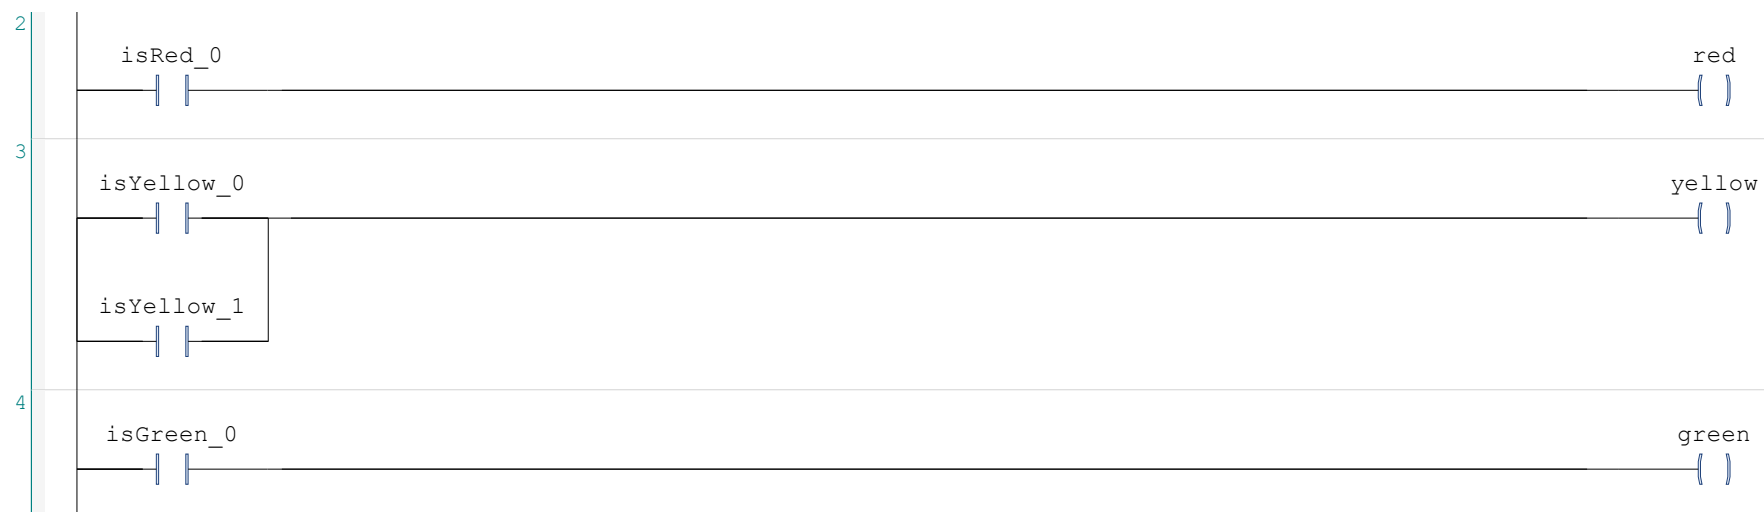 2
isRed_0 red
3
isYellow_0 yellow
isYellow_1
4
isGreen_0 green